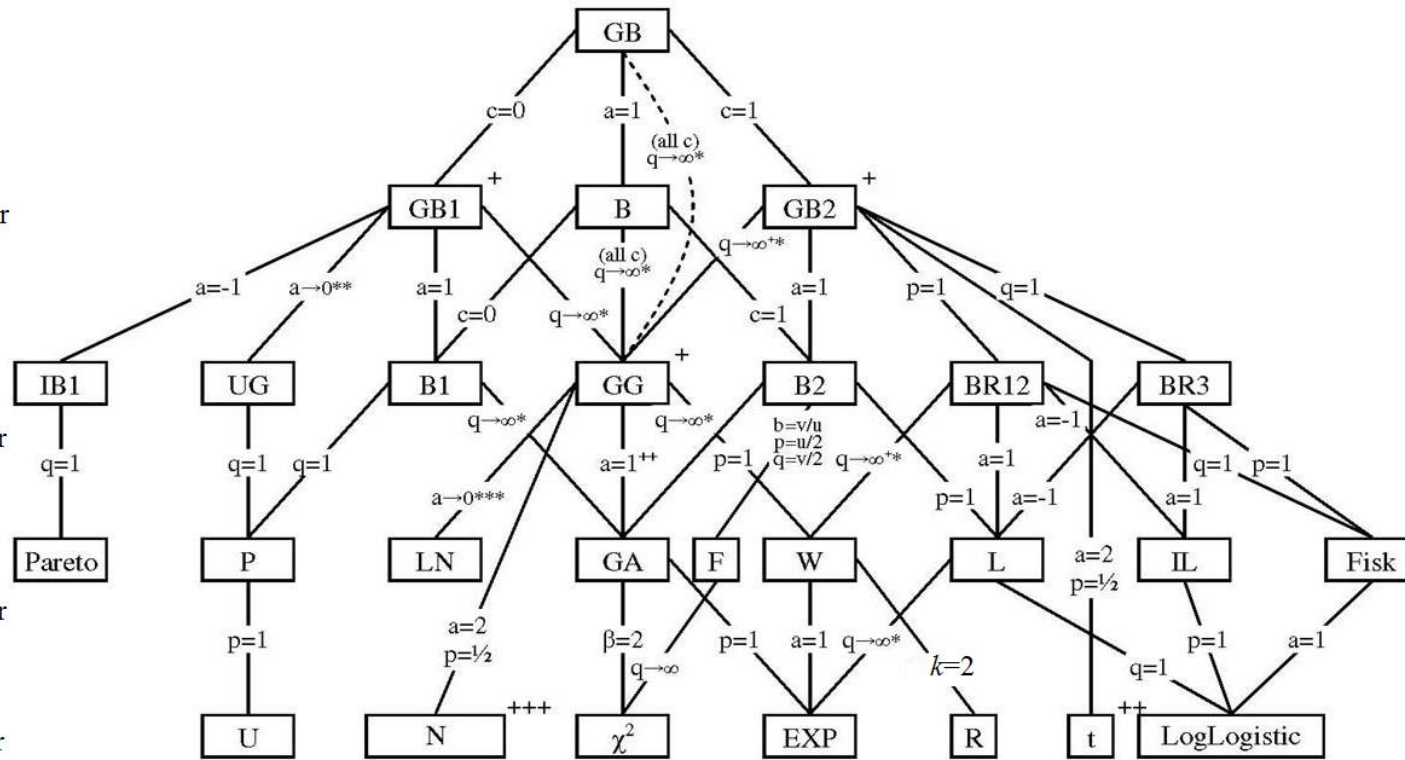 GB
c=0
a=1
c=1
(all c)
q→∞*
+
+
r
GB1
B
GB2
(all c)
q→∞*
q→∞⁺*
a=-1
a→0**
a=1
c=0
q→∞*
c=1
a=1
p=1
q=1
+
IB1
UG
B1
GG
B2
BR12
BR3
q→∞*
q→∞*
b=v/u
p=u/2
q=v/2
a=-1
r
q=1
q=1
q=1
a=1⁺⁺
p=1
q→∞⁺*
a=1
q=1
p=1
a→0***
p=1
a=-1
a=1
Pareto
P
LN
GA
F
W
L
IL
Fisk
a=2
p=½
r
p=1
a=2
p=½
β=2
q→∞
p=1
a=1
q→∞*
k=2
q=1
p=1
a=1
+++
++
r
U
N
χ²
EXP
R
t
LogLogistic